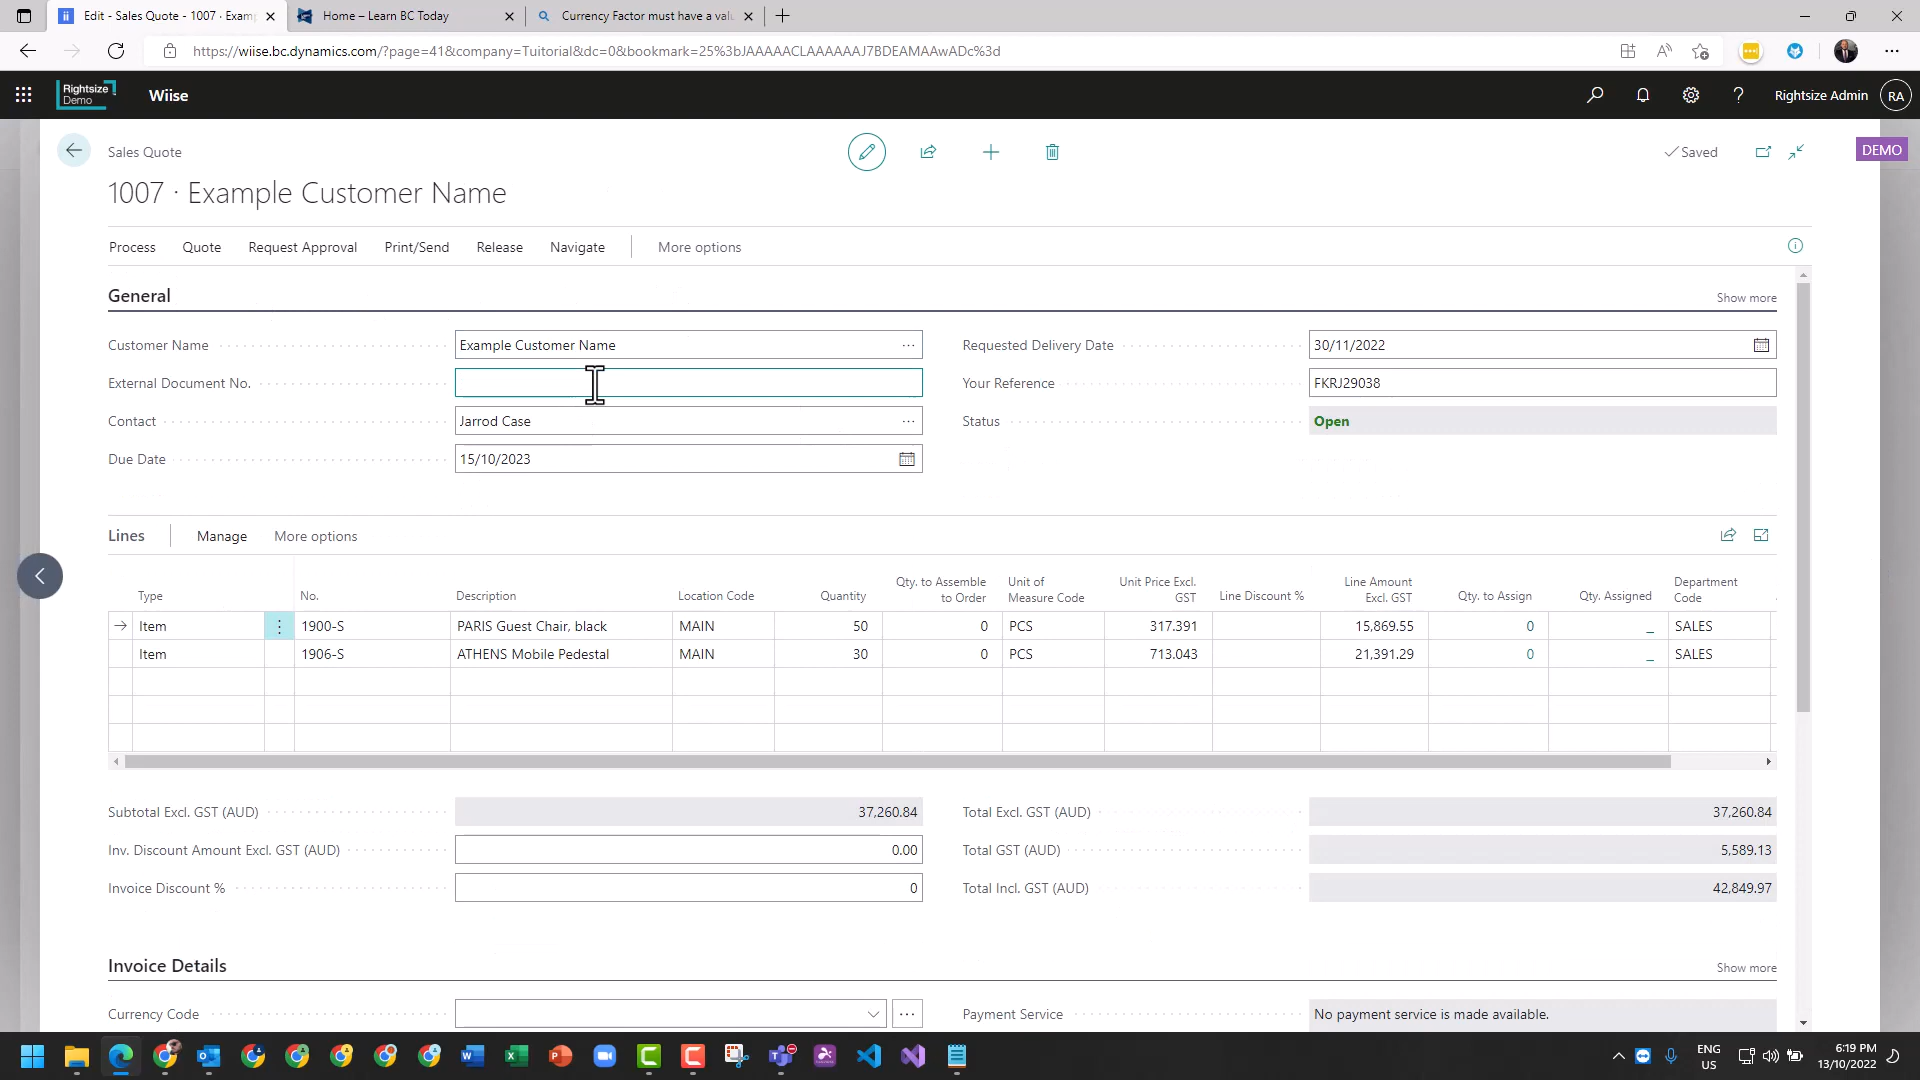 Edit - Sales Quote - 1007 · Examp
Home – Learn BC Today
Currency Factor must have a valu
https://wiise.bc.dynamics.com/?page=41&company=Tuitorial&dc=0&bookmark=25%3bJAAAAACLAAAAAAJ7BDEAMAAwADc%3d
Rightsize
Demo
Wiise
Rightsize Admin
RA
Sales Quote
Saved
DEMO
1007 · Example Customer Name
Process Quote Request Approval Print/Send Release Navigate More options
General
Show more
Customer Name Example Customer Name Requested Delivery Date 30/11/2022
External Document No. Your Reference FKRJ29038
Contact Jarrod Case Status Open
Due Date 15/10/2023
Lines Manage More options
Type No. Description Location Code Quantity Qty. to Assemble to Order Unit of Measure Code Unit Price Excl. GST Line Discount % Line Amount Excl. GST Qty. to Assign Qty. Assigned Department Code
Item 1900-S PARIS Guest Chair, black MAIN 50 0 PCS 317.391 15,869.55 0 _ SALES
Item 1906-S ATHENS Mobile Pedestal MAIN 30 0 PCS 713.043 21,391.29 0 _ SALES
Subtotal Excl. GST (AUD) 37,260.84 Total Excl. GST (AUD) 37,260.84
Inv. Discount Amount Excl. GST (AUD) 0.00 Total GST (AUD) 5,589.13
Invoice Discount % 0 Total Incl. GST (AUD) 42,849.97
Invoice Details
Show more
Currency Code Payment Service No payment service is made available.
ENG
US
6:19 PM
13/10/2022